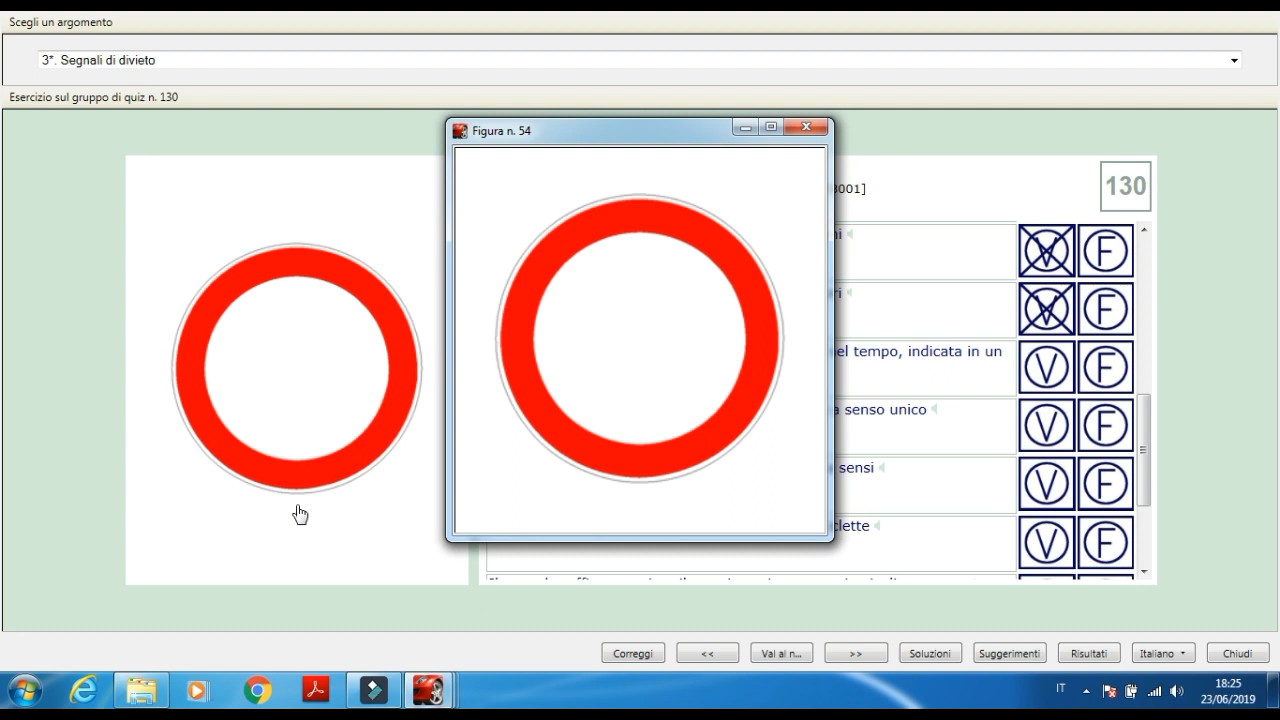 Scegli un argomento
3*. Segnali di divieto
Esercizio sul gruppo di quiz n. 130
Figura n. 54
3001]
130
ni
V F
ri
V F
el tempo, indicata in un
V F
a senso unico
V F
sensi
V F
clette
V F
Correggi
<<
Vai al n...
>>
Soluzioni
Suggerimenti
Risultati
Italiano
Chiudi
IT
18:25
23/06/2019